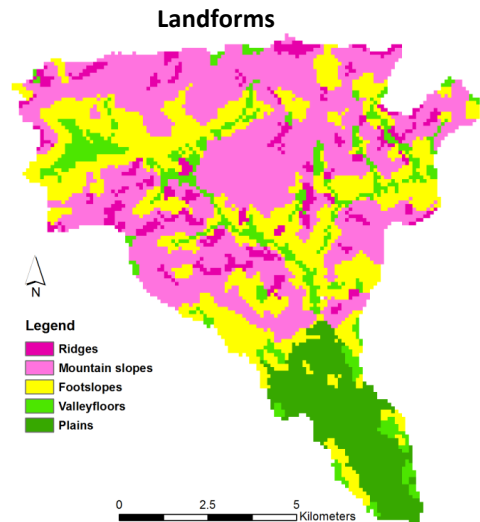 Landforms
N
Legend
Ridges
Mountain slopes
Footslopes
Valleyfloors
Plains
0 2.5 5
Kilometers